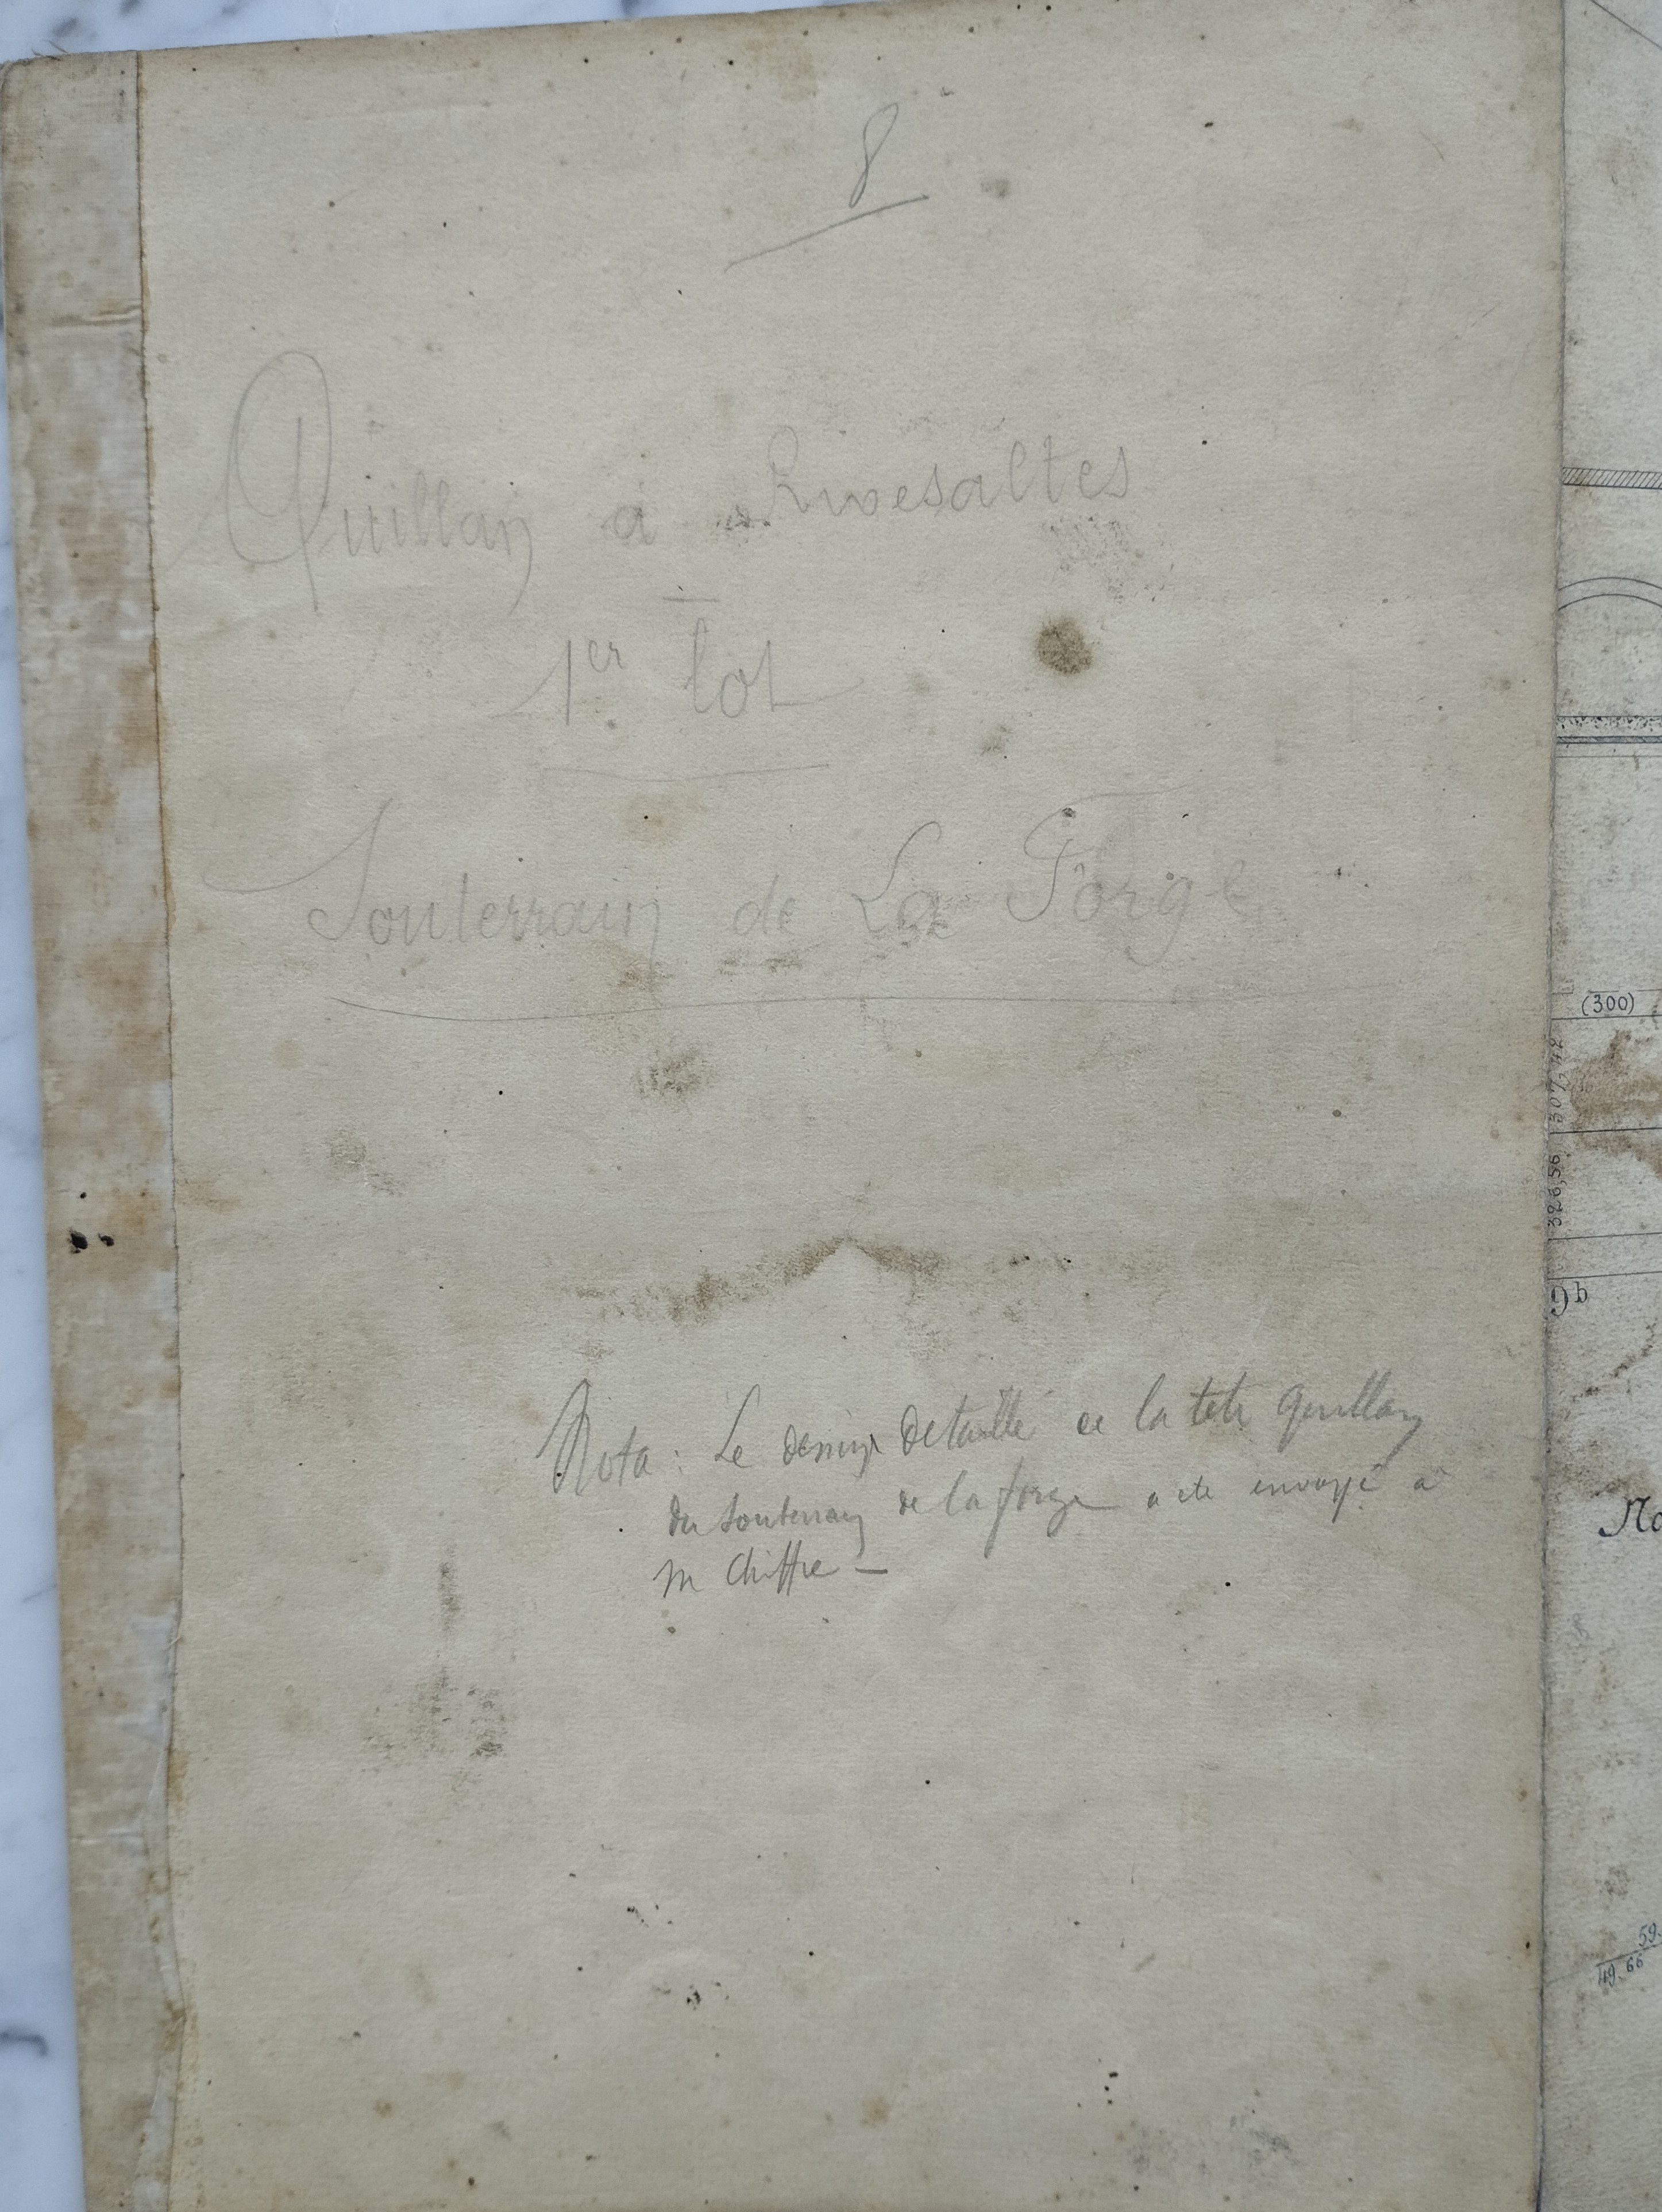 8
Quillan à Rivesaltes
1er lot
Souterrain de La Forge
Nota : Le dessin détaillé de la tête Quillan
du souterrain de la forge a été envoyé à
M Chiffre —
(300)
307,42
326,56
9b
No
59.
49.66